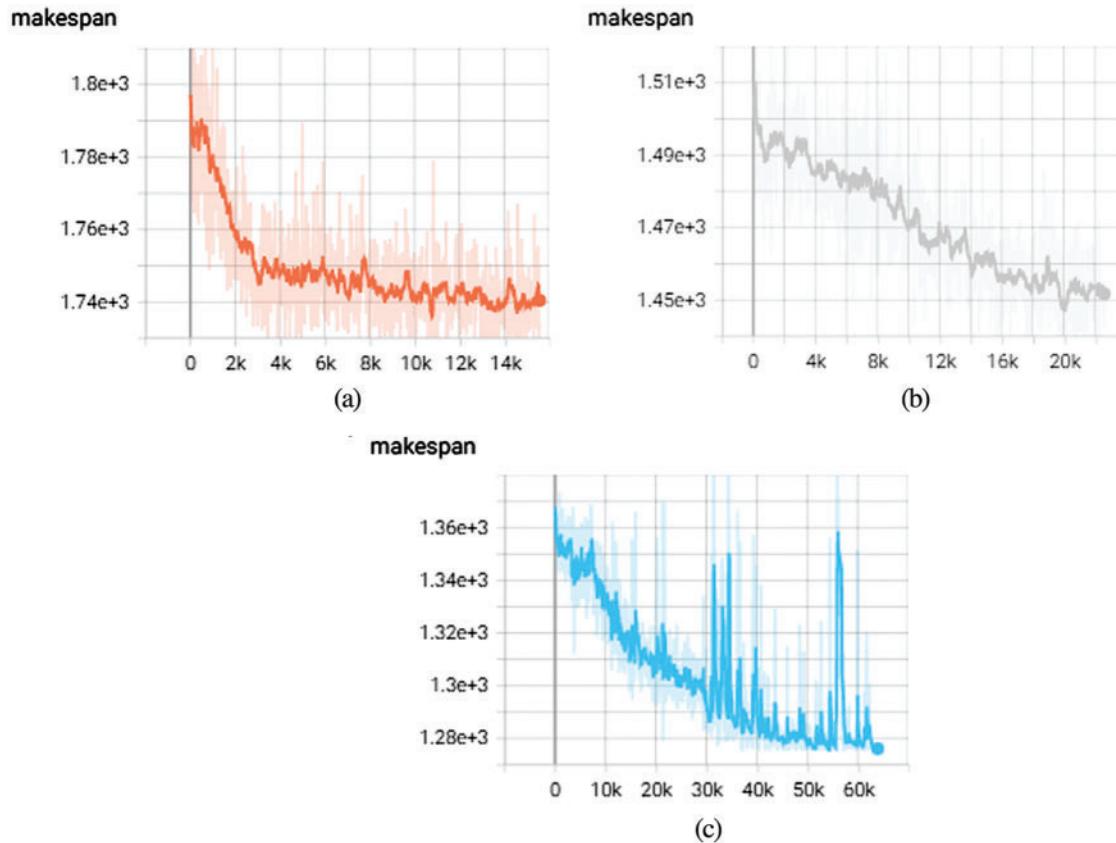 makespan
1.8e+3
1.78e+3
1.76e+3
1.74e+3
0 2k 4k 6k 8k 10k 12k 14k
(a)
makespan
1.51e+3
1.49e+3
1.47e+3
1.45e+3
0 4k 8k 12k 16k 20k
(b)
makespan
1.36e+3
1.34e+3
1.32e+3
1.3e+3
1.28e+3
0 10k 20k 30k 40k 50k 60k
(c)